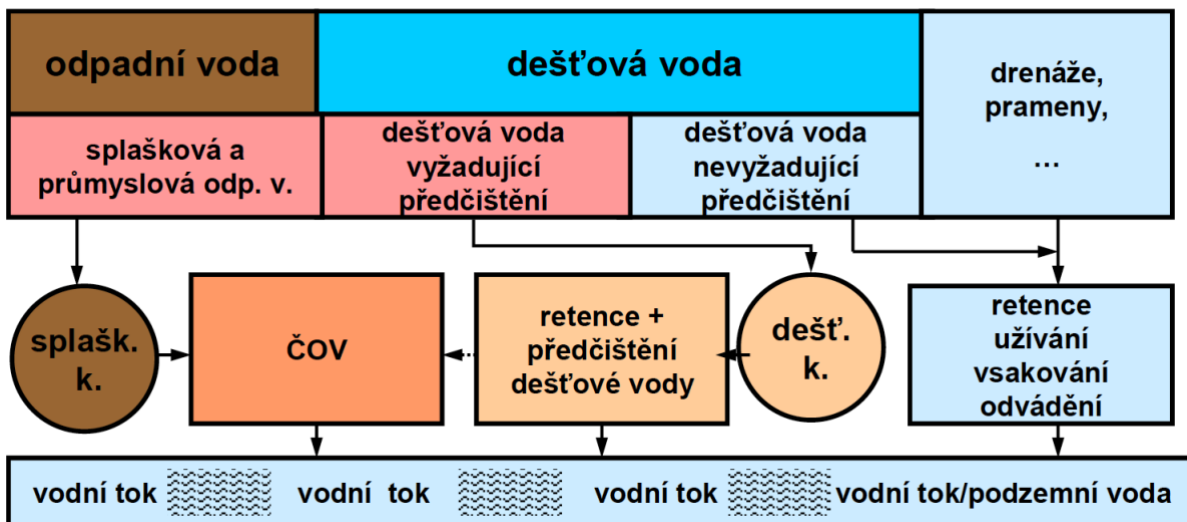 odpadní voda
dešťová voda
drenáže,
prameny,
...
splašková a
průmyslová odp. v.
dešťová voda
vyžadující
předčištění
dešťová voda
nevyžadující
předčištění
splašk.
k.
ČOV
retence +
předčištění
dešťové vody
dešť.
k.
retence
užívání
vsakování
odvádění
vodní tok
vodní tok
vodní tok
vodní tok/podzemní voda